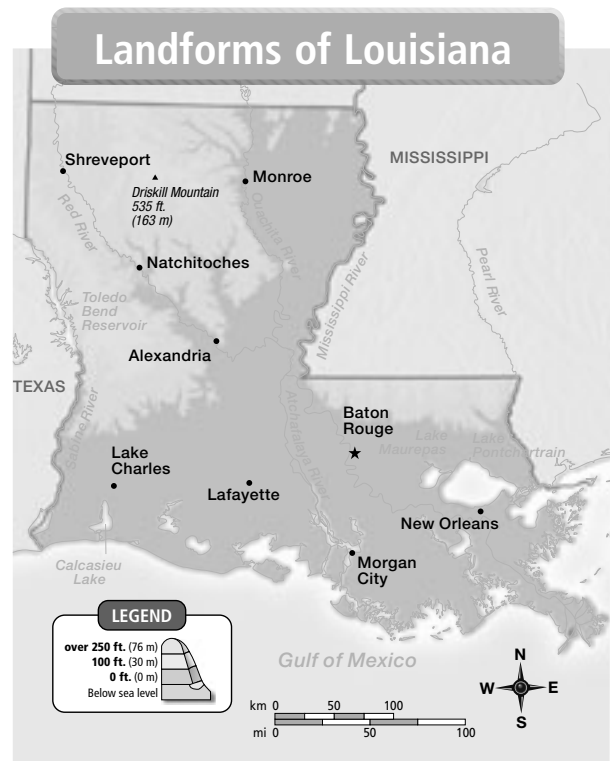 Landforms of Louisiana
Shreveport
Monroe
MISSISSIPPI
Driskill Mountain
535 ft.
(163 m)
Red River
Ouachita River
Natchitoches
Pearl River
Mississippi River
Toledo
Bend
Reservoir
Alexandria
TEXAS
Sabine River
Atchafalaya River
Baton
Rouge
Lake
Maurepas
Lake
Pontchartrain
Lake
Charles
Lafayette
New Orleans
Calcasieu
Lake
Morgan
City
LEGEND
over 250 ft. (76 m)
100 ft. (30 m)
0 ft. (0 m)
Below sea level
Gulf of Mexico
N
W E
S
km 0 50 100
mi 0 50 100